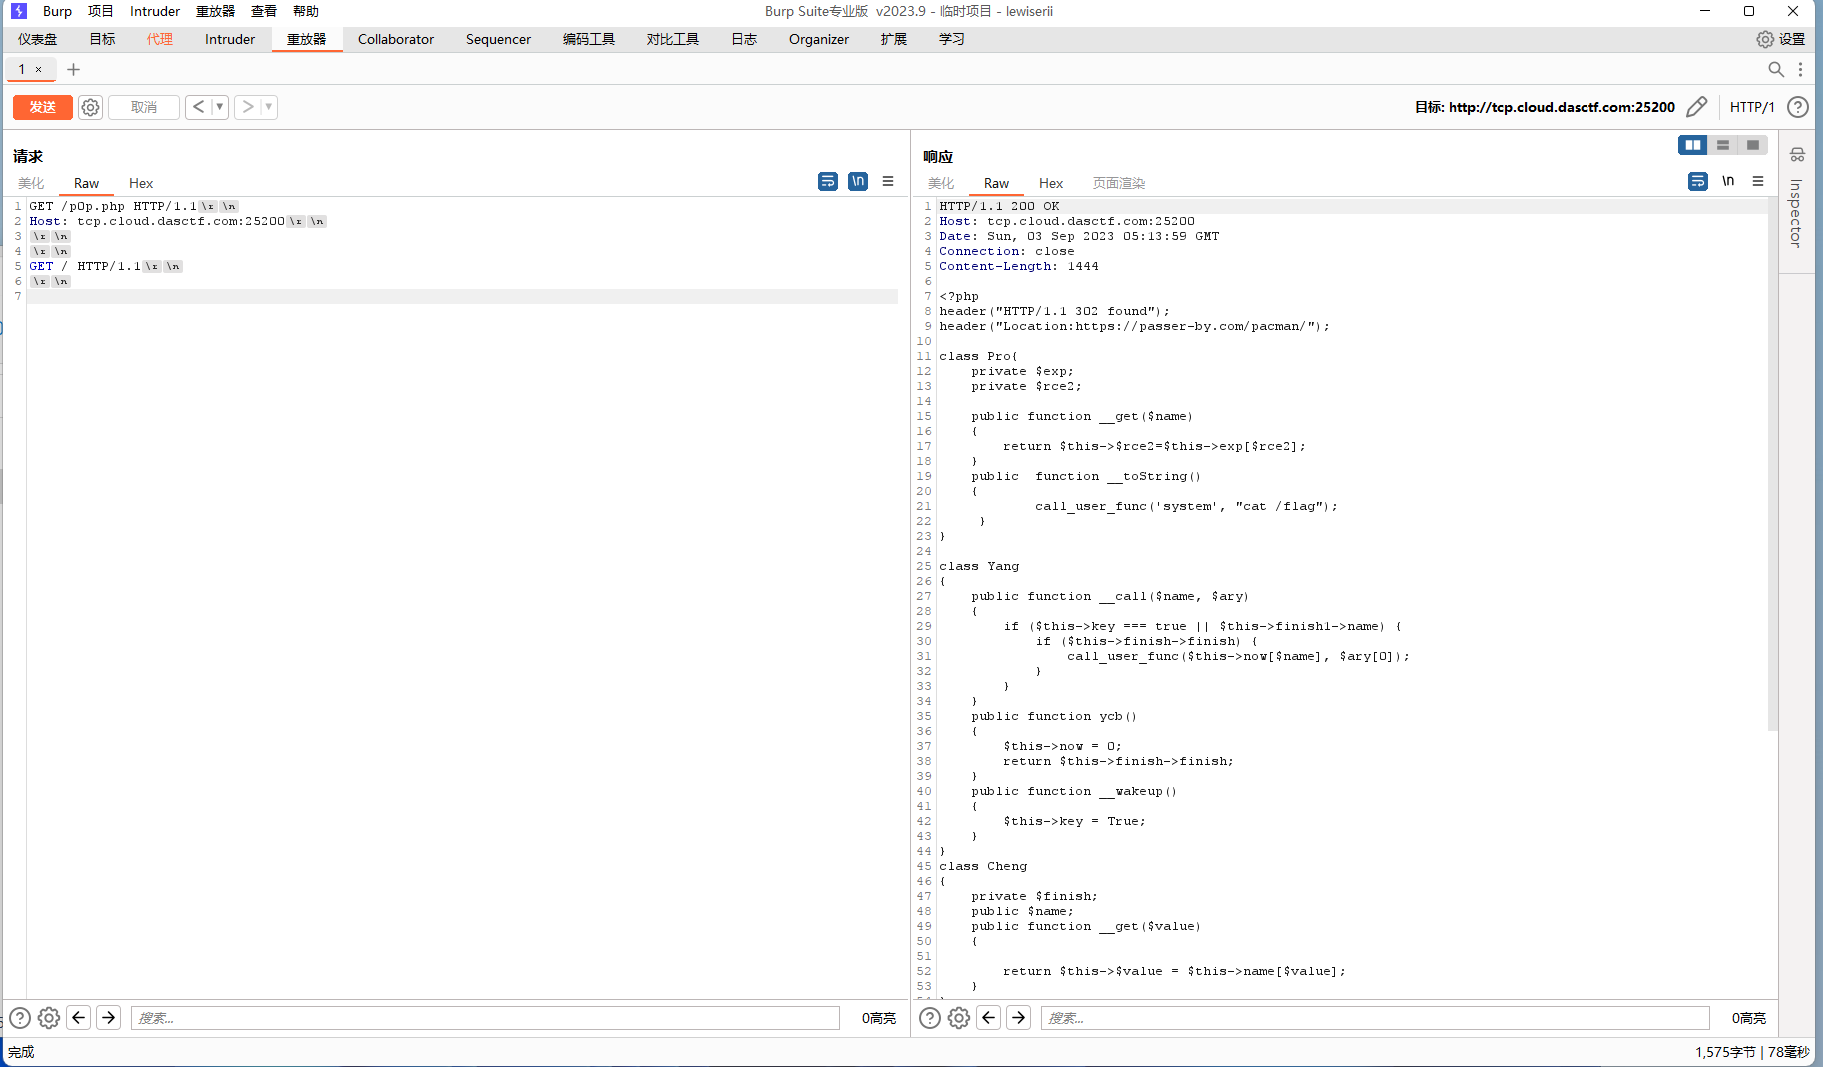 Burp 项目 Intruder 重放器 查看 帮助 Burp Suite专业版 v2023.9 - 临时项目 - lewiserii
仪表盘 目标 代理 Intruder 重放器 Collaborator Sequencer 编码工具 对比工具 日志 Organizer 扩展 学习 设置
1 × +
发送 取消 < > 目标: http://tcp.cloud.dasctf.com:25200 HTTP/1 ?
请求
美化 Raw Hex \n
1 GET /p0p.php HTTP/1.1 \r \n
2 Host: tcp.cloud.dasctf.com:25200 \r \n
3 \r \n
4 \r \n
5 GET / HTTP/1.1 \r \n
6 \r \n
7
搜索... 0高亮
响应
美化 Raw Hex 页面渲染 \n
1 HTTP/1.1 200 OK
2 Host: tcp.cloud.dasctf.com:25200
3 Date: Sun, 03 Sep 2023 05:13:59 GMT
4 Connection: close
5 Content-Length: 1444
6
7 <?php
8 header("HTTP/1.1 302 found");
9 header("Location:https://passer-by.com/pacman/");
10
11 class Pro{
12     private $exp;
13     private $rce2;
14
15     public function __get($name)
16     {
17         return $this->$rce2=$this->exp[$rce2];
18     }
19     public  function __toString()
20     {
21             call_user_func('system', "cat /flag");
22      }
23 }
24
25 class Yang
26 {
27     public function __call($name, $ary)
28     {
29         if ($this->key === true || $this->finish1->name) {
30             if ($this->finish->finish) {
31                 call_user_func($this->now[$name], $ary[0]);
32             }
33         }
34     }
35     public function ycb()
36     {
37         $this->now = 0;
38         return $this->finish->finish;
39     }
40     public function __wakeup()
41     {
42         $this->key = True;
43     }
44 }
45 class Cheng
46 {
47     private $finish;
48     public $name;
49     public function __get($value)
50     {
51
52         return $this->$value = $this->name[$value];
53     }
搜索... 0高亮
Inspector
完成 1,575字节 | 78毫秒